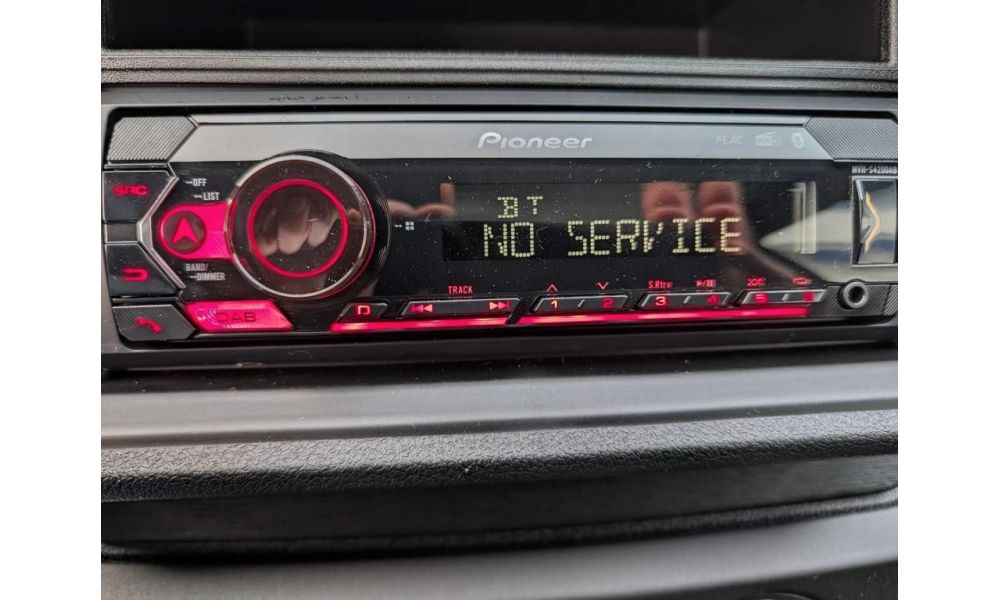 Pioneer
FLAC
MVH-S4200AB
SRC
OFF
LIST
BT
NO SERVICE
BAND/
DIMMER
TRACK
S.Rtrv
D
1 / 2
3 / 4
5 / 6
DAB